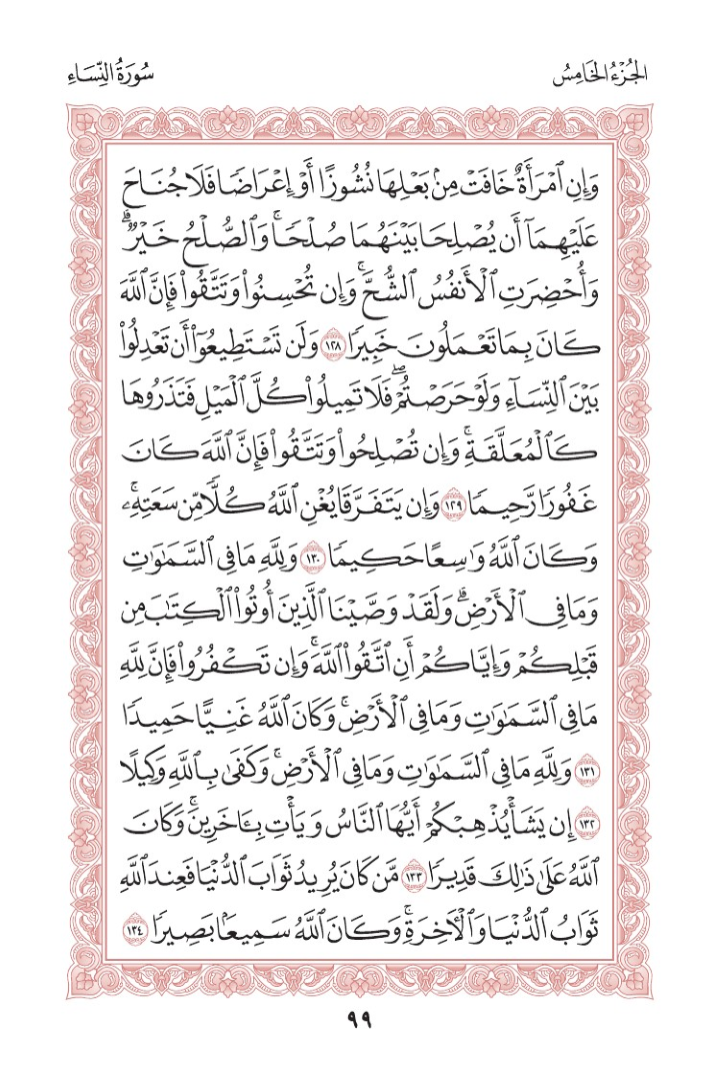 الجُزْءُ الخَامِسُ
سُورَةُ النِّسَاءِ
وَإِنِ ٱمْرَأَةٌ خَافَتْ مِنۢ بَعْلِهَا نُشُوزًا أَوْ إِعْرَاضًا فَلَا جُنَاحَ
عَلَيْهِمَآ أَن يُصْلِحَا بَيْنَهُمَا صُلْحًاۚ وَٱلصُّلْحُ خَيْرٌۗ
وَأُحْضِرَتِ ٱلْأَنفُسُ ٱلشُّحَّۚ وَإِن تُحْسِنُوا۟ وَتَتَّقُوا۟ فَإِنَّ ٱللَّهَ
كَانَ بِمَا تَعْمَلُونَ خَبِيرًا ١٢٨ وَلَن تَسْتَطِيعُوٓا۟ أَن تَعْدِلُوا۟
بَيْنَ ٱلنِّسَآءِ وَلَوْ حَرَصْتُمْۖ فَلَا تَمِيلُوا۟ كُلَّ ٱلْمَيْلِ فَتَذَرُوهَا
كَٱلْمُعَلَّقَةِۚ وَإِن تُصْلِحُوا۟ وَتَتَّقُوا۟ فَإِنَّ ٱللَّهَ كَانَ
غَفُورًا رَّحِيمًا ١٢٩ وَإِن يَتَفَرَّقَا يُغْنِ ٱللَّهُ كُلًّا مِّن سَعَتِهِۦۚ
وَكَانَ ٱللَّهُ وَٰسِعًا حَكِيمًا ١٣٠ وَلِلَّهِ مَا فِى ٱلسَّمَٰوَٰتِ
وَمَا فِى ٱلْأَرْضِۗ وَلَقَدْ وَصَّيْنَا ٱلَّذِينَ أُوتُوا۟ ٱلْكِتَٰبَ مِن
قَبْلِكُمْ وَإِيَّاكُمْ أَنِ ٱتَّقُوا۟ ٱللَّهَۚ وَإِن تَكْفُرُوا۟ فَإِنَّ لِلَّهِ
مَا فِى ٱلسَّمَٰوَٰتِ وَمَا فِى ٱلْأَرْضِۚ وَكَانَ ٱللَّهُ غَنِيًّا حَمِيدًا
١٣١ وَلِلَّهِ مَا فِى ٱلسَّمَٰوَٰتِ وَمَا فِى ٱلْأَرْضِۚ وَكَفَىٰ بِٱللَّهِ وَكِيلًا
١٣٢ إِن يَشَأْ يُذْهِبْكُمْ أَيُّهَا ٱلنَّاسُ وَيَأْتِ بِـَٔاخَرِينَۚ وَكَانَ
ٱللَّهُ عَلَىٰ ذَٰلِكَ قَدِيرًا ١٣٣ مَّن كَانَ يُرِيدُ ثَوَابَ ٱلدُّنْيَا فَعِندَ ٱللَّهِ
ثَوَابُ ٱلدُّنْيَا وَٱلْـَٔاخِرَةِۚ وَكَانَ ٱللَّهُ سَمِيعًۢا بَصِيرًا ١٣٤
٩٩